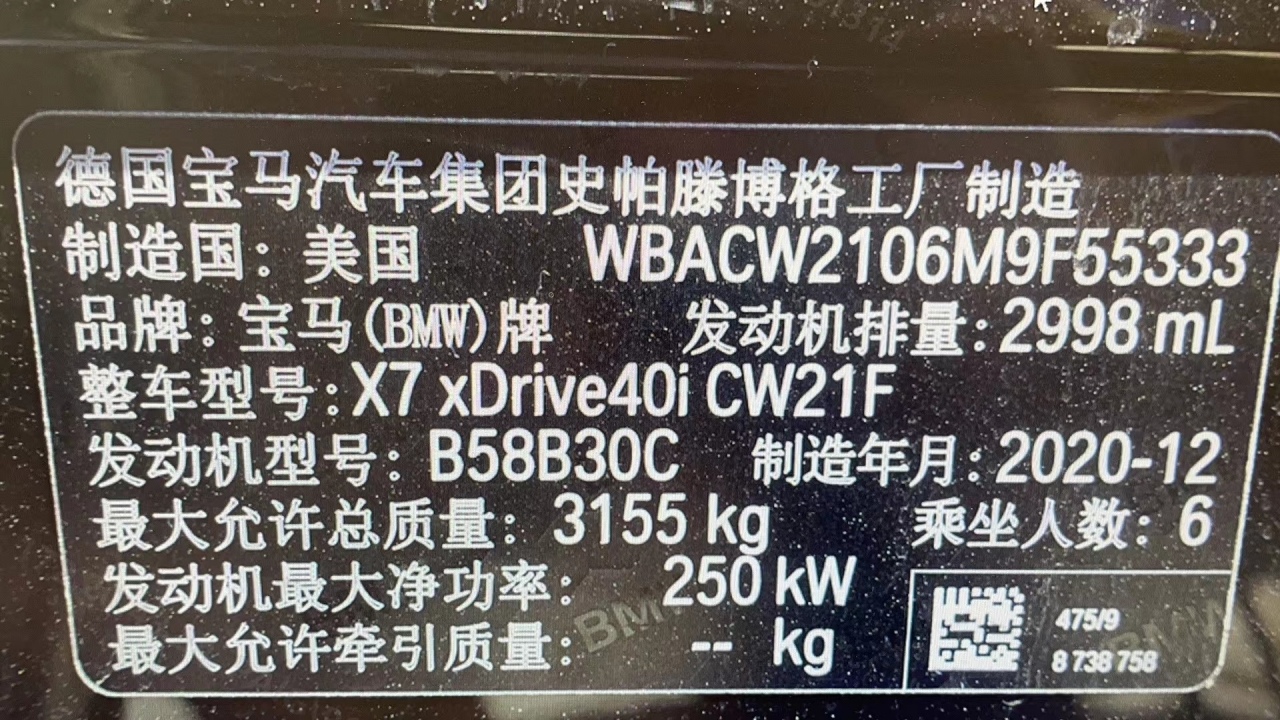 德国宝马汽车集团史帕滕博格工厂制造
制造国：美国 WBACW2106M9F55333
品牌：宝马(BMW)牌 发动机排量：2998 mL
整车型号：X7 xDrive40i CW21F
发动机型号：B58B30C 制造年月：2020-12
最大允许总质量：3155 kg 乘坐人数：6
发动机最大净功率：250 kW
最大允许牵引质量：-- kg
475/9
8 738 758